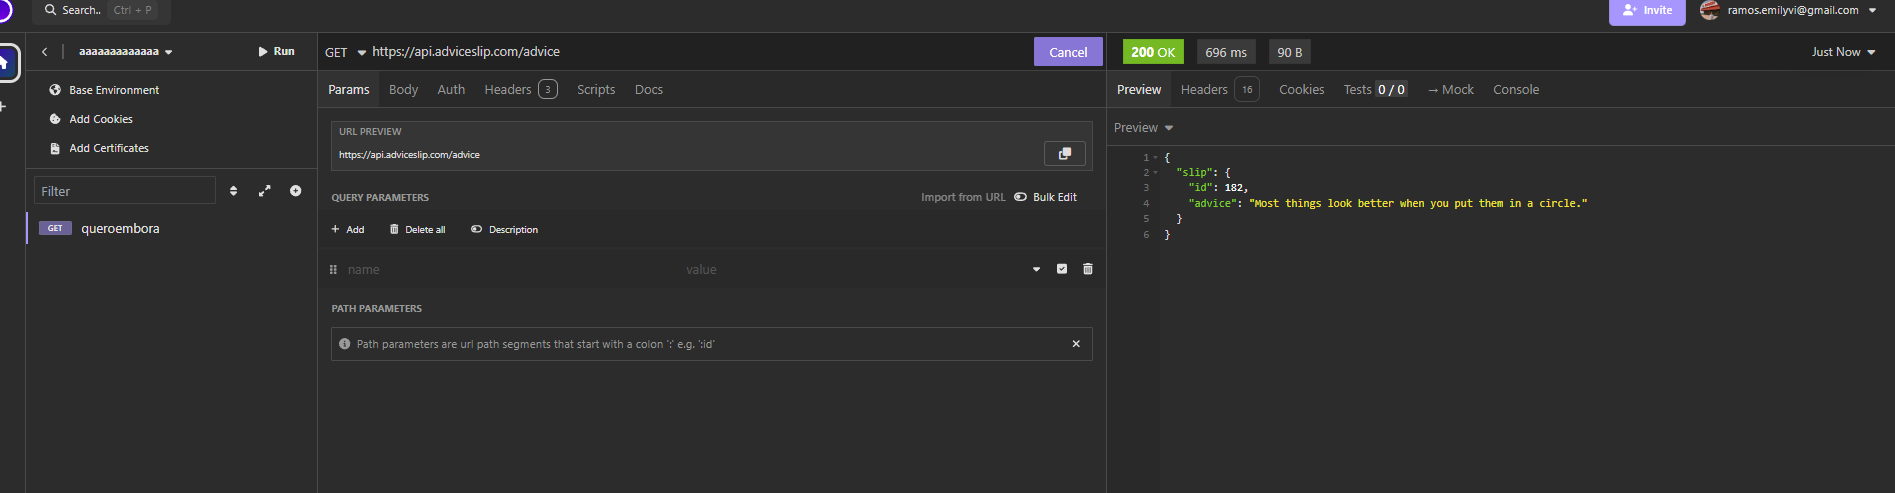 Search.. Ctrl + P
Invite
ramos.emilyvi@gmail.com
aaaaaaaaaaaaa
Run
Base Environment
Add Cookies
Add Certificates
Filter
GET queroembora
GET https://api.adviceslip.com/advice
Cancel
Params Body Auth Headers 3 Scripts Docs
URL PREVIEW
https://api.adviceslip.com/advice
QUERY PARAMETERS
Import from URL Bulk Edit
+ Add Delete all Description
name value
PATH PARAMETERS
Path parameters are url path segments that start with a colon ':' e.g. ':id'
200 OK 696 ms 90 B
Just Now
Preview Headers 16 Cookies Tests 0 / 0 → Mock Console
Preview
1 {
2 "slip": {
3 "id": 182,
4 "advice": "Most things look better when you put them in a circle."
5 }
6 }